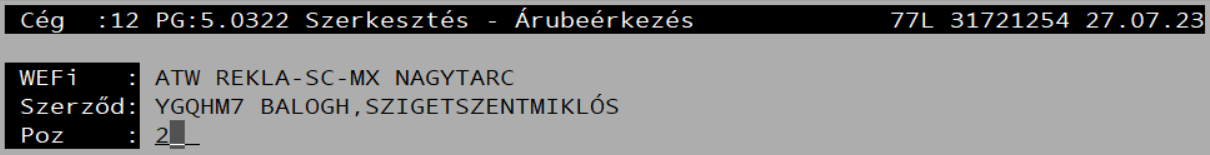 Cég :12 PG:5.0322 Szerkesztés - Árubeérkezés 77L 31721254 27.07.23
WEFi : ATW REKLA-SC-MX NAGYTARC
Szerződ: YGQHM7 BALOGH,SZIGETSZENTMIKLÓS
Poz : 2